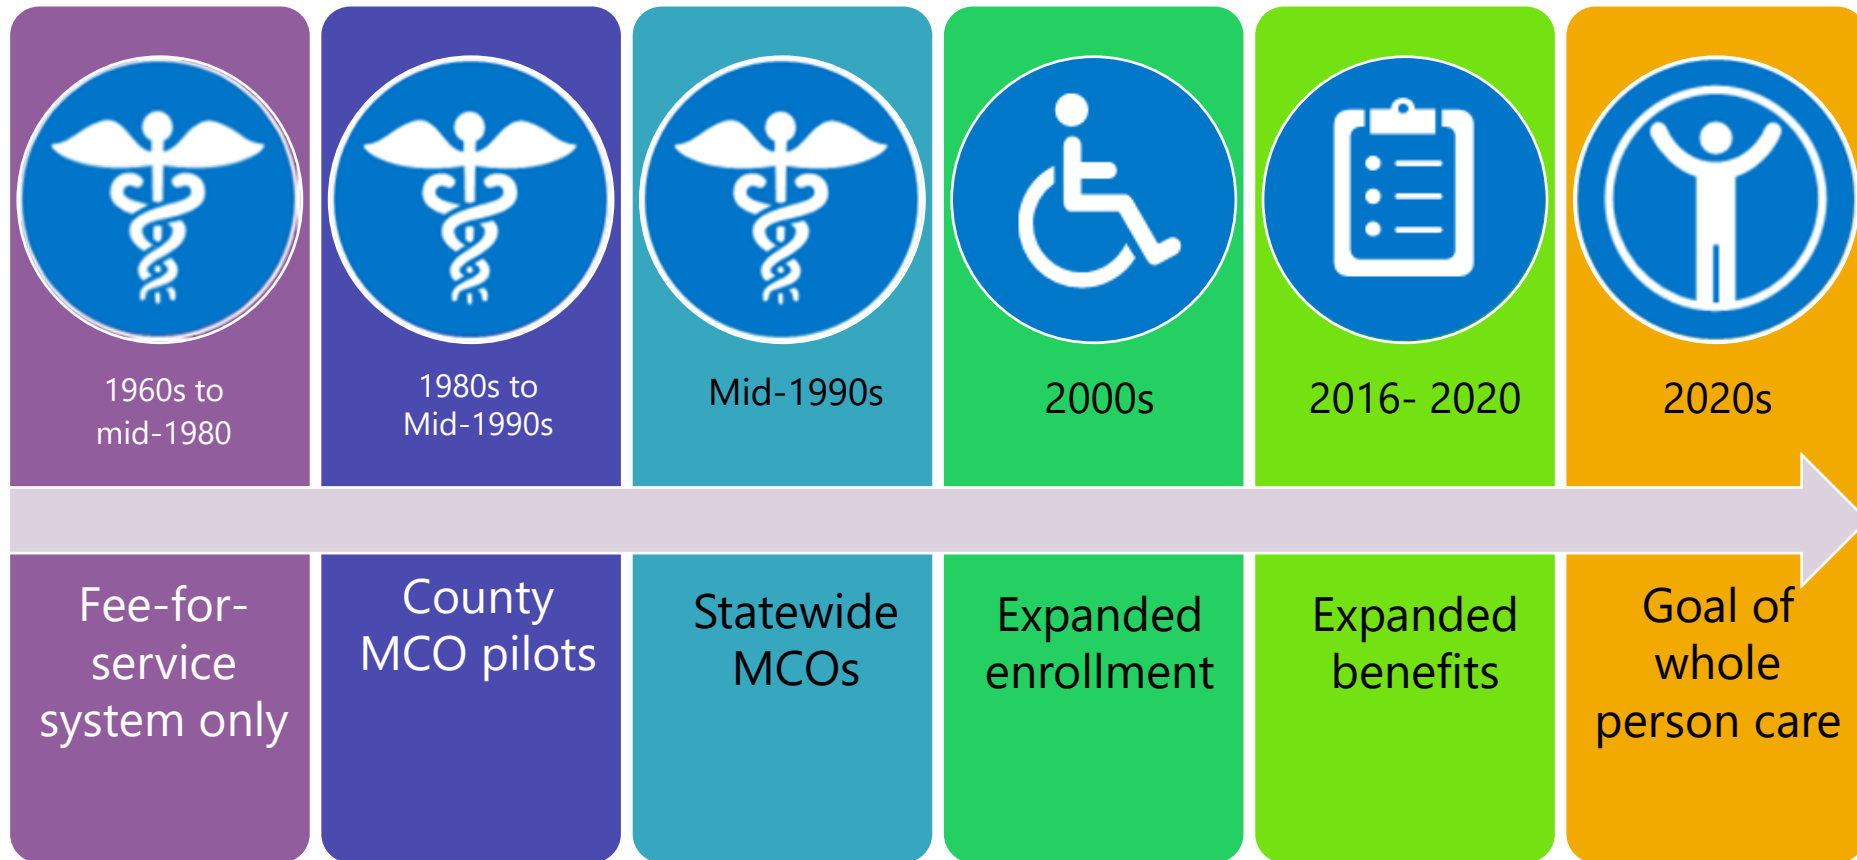 1960s to
mid-1980
1980s to
Mid-1990s
Mid-1990s
2000s
2016- 2020
2020s
Fee-for-
service
system only
County
MCO pilots
Statewide
MCOs
Expanded
enrollment
Expanded
benefits
Goal of
whole
person care